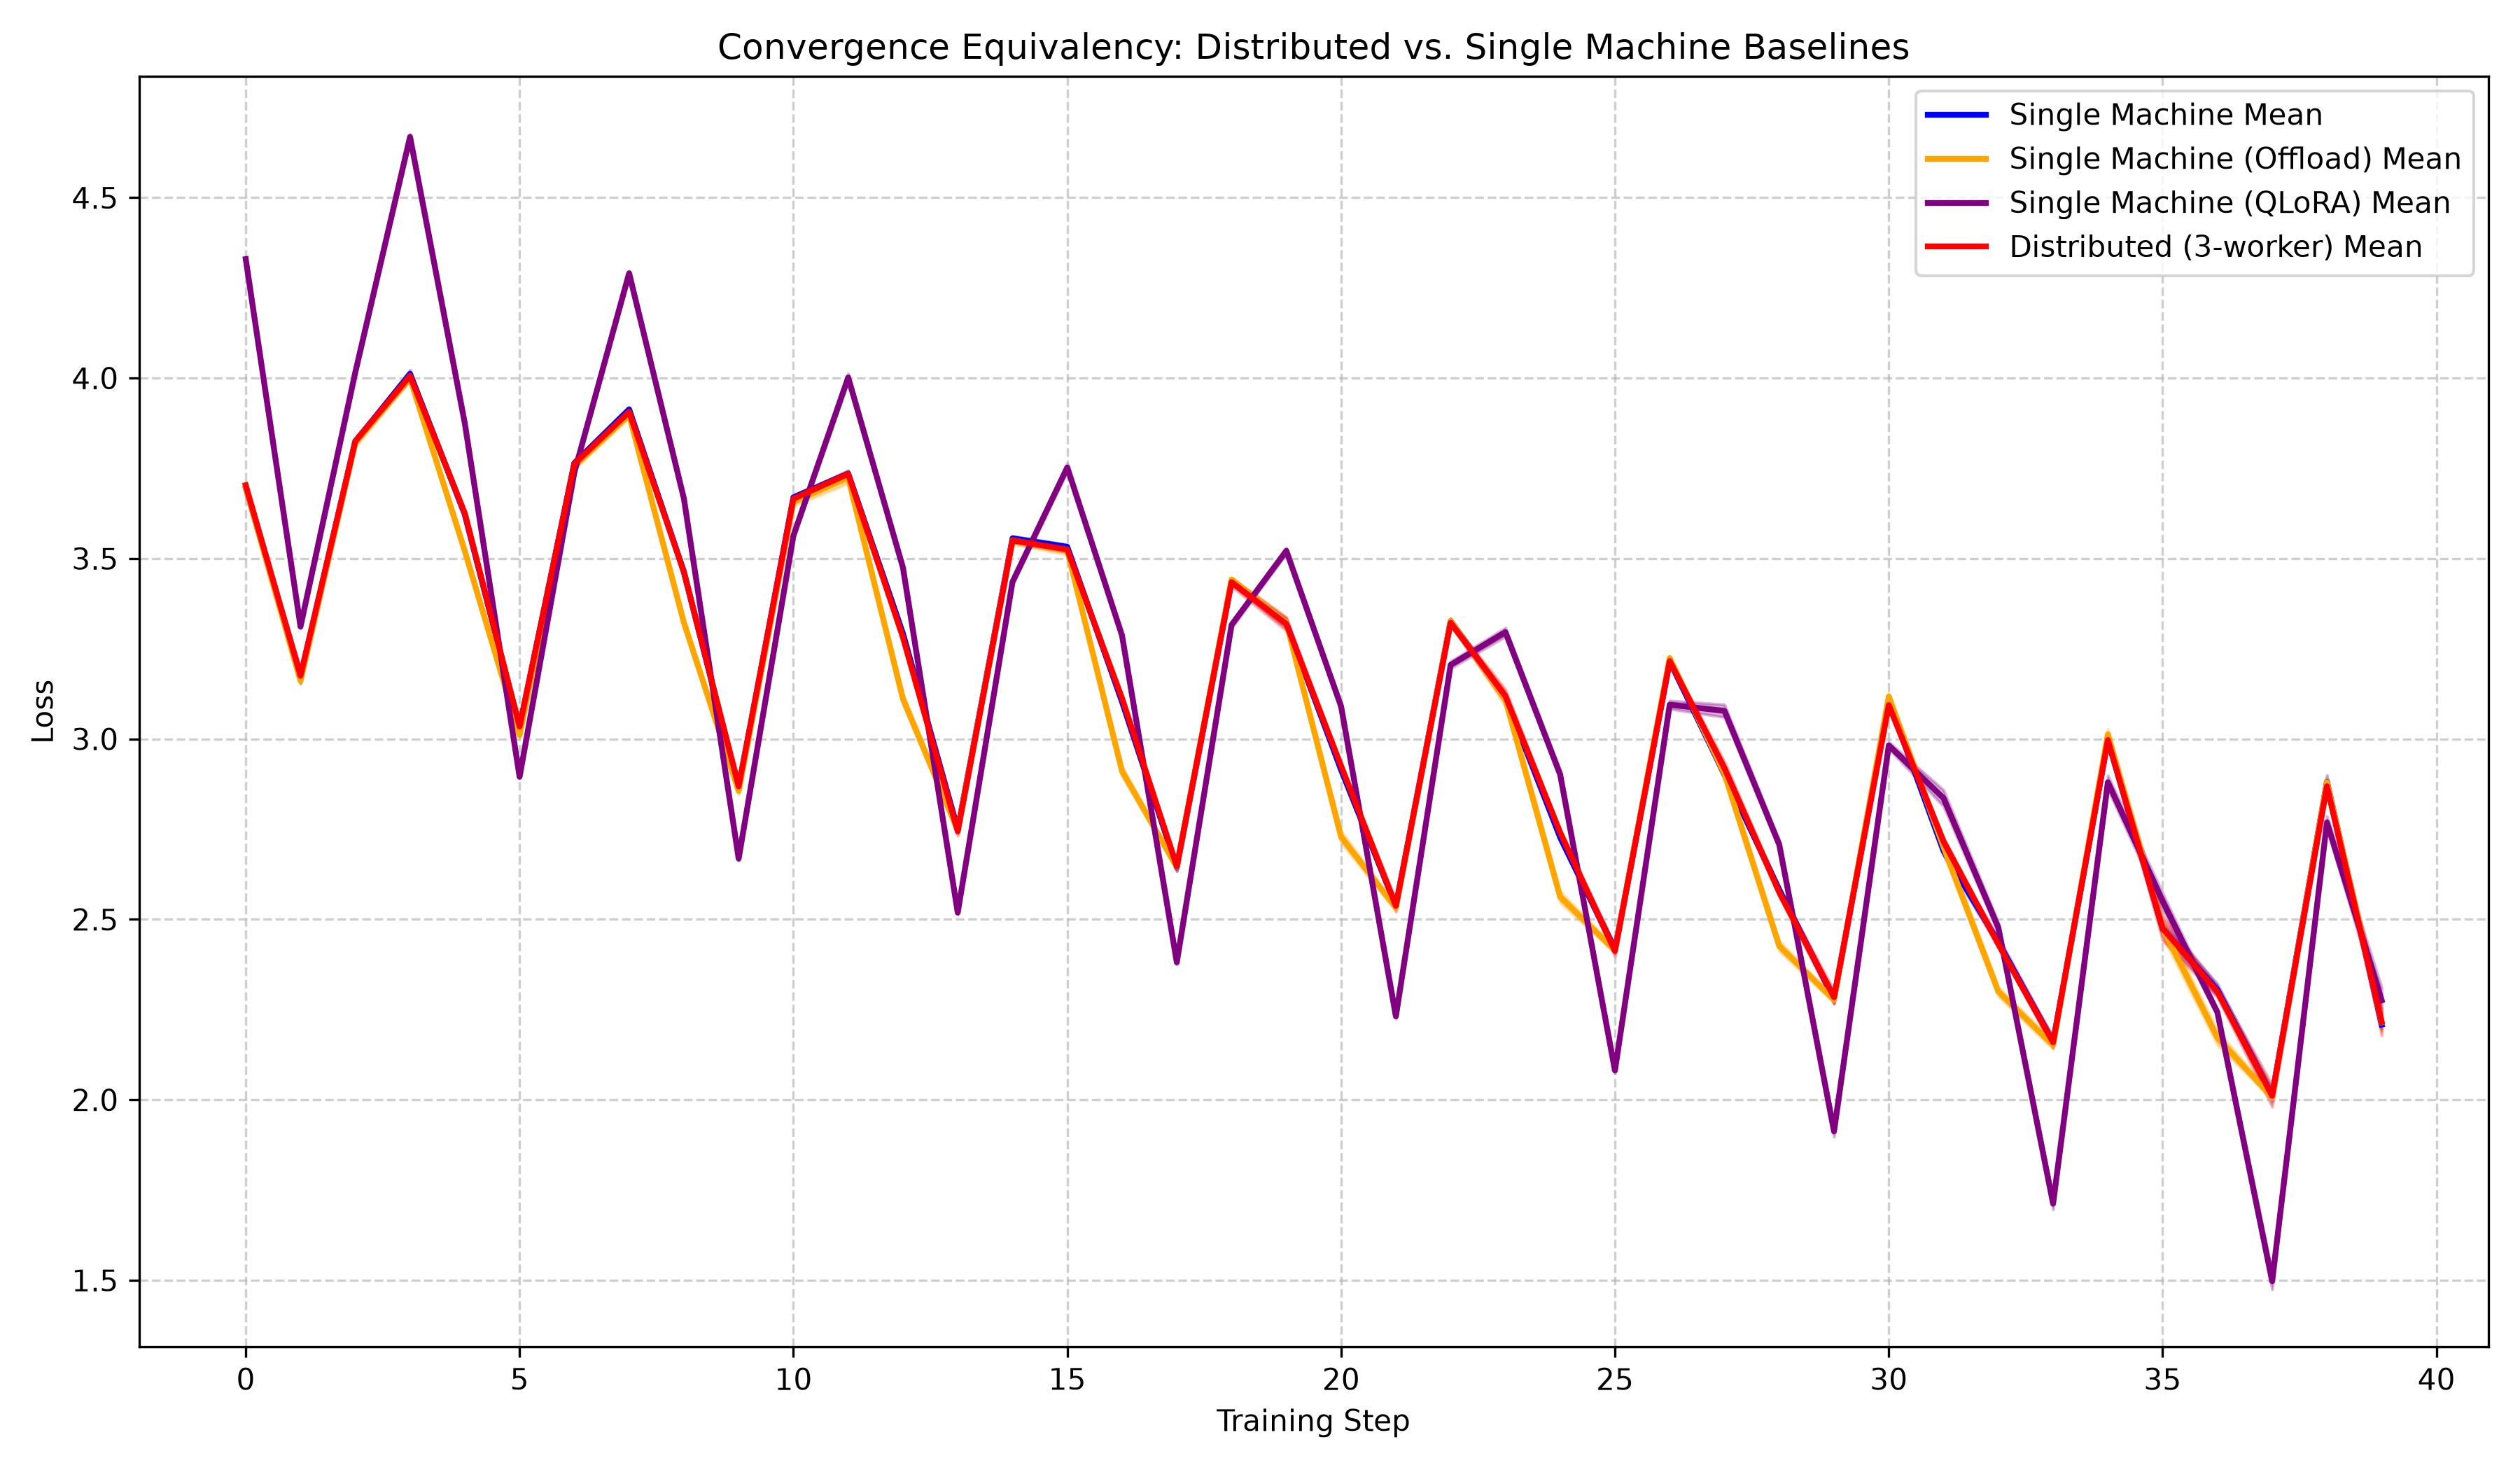 Convergence Equivalency: Distributed vs. Single Machine Baselines
Single Machine Mean
Single Machine (Offload) Mean
Single Machine (QLoRA) Mean
Distributed (3-worker) Mean
Loss
4.5
4.0
3.5
3.0
2.5
2.0
1.5
0 5 10 15 20 25 30 35 40
Training Step